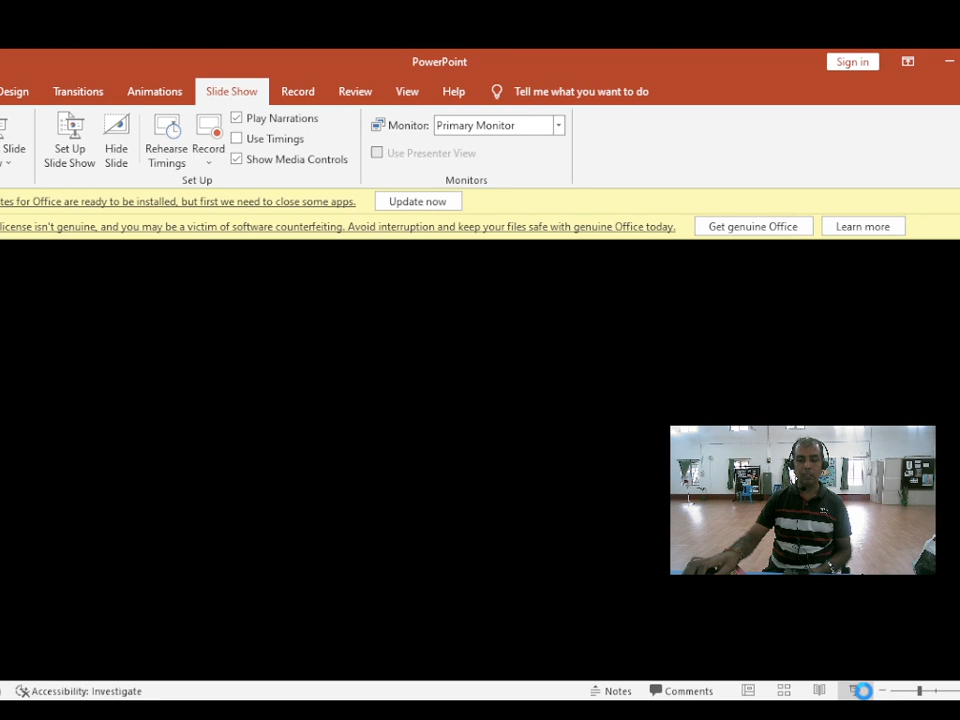 PowerPoint
Sign in
Design Transitions Animations Slide Show Record Review View Help Tell me what you want to do
Slide
Set Up
Slide Show
Hide
Slide
Rehearse
Timings
Record
Play Narrations
Use Timings
Show Media Controls
Set Up
Monitor: Primary Monitor
Use Presenter View
Monitors
tes for Office are ready to be installed, but first we need to close some apps. Update now
license isn't genuine, and you may be a victim of software counterfeiting. Avoid interruption and keep your files safe with genuine Office today. Get genuine Office Learn more
Accessibility: Investigate Notes Comments